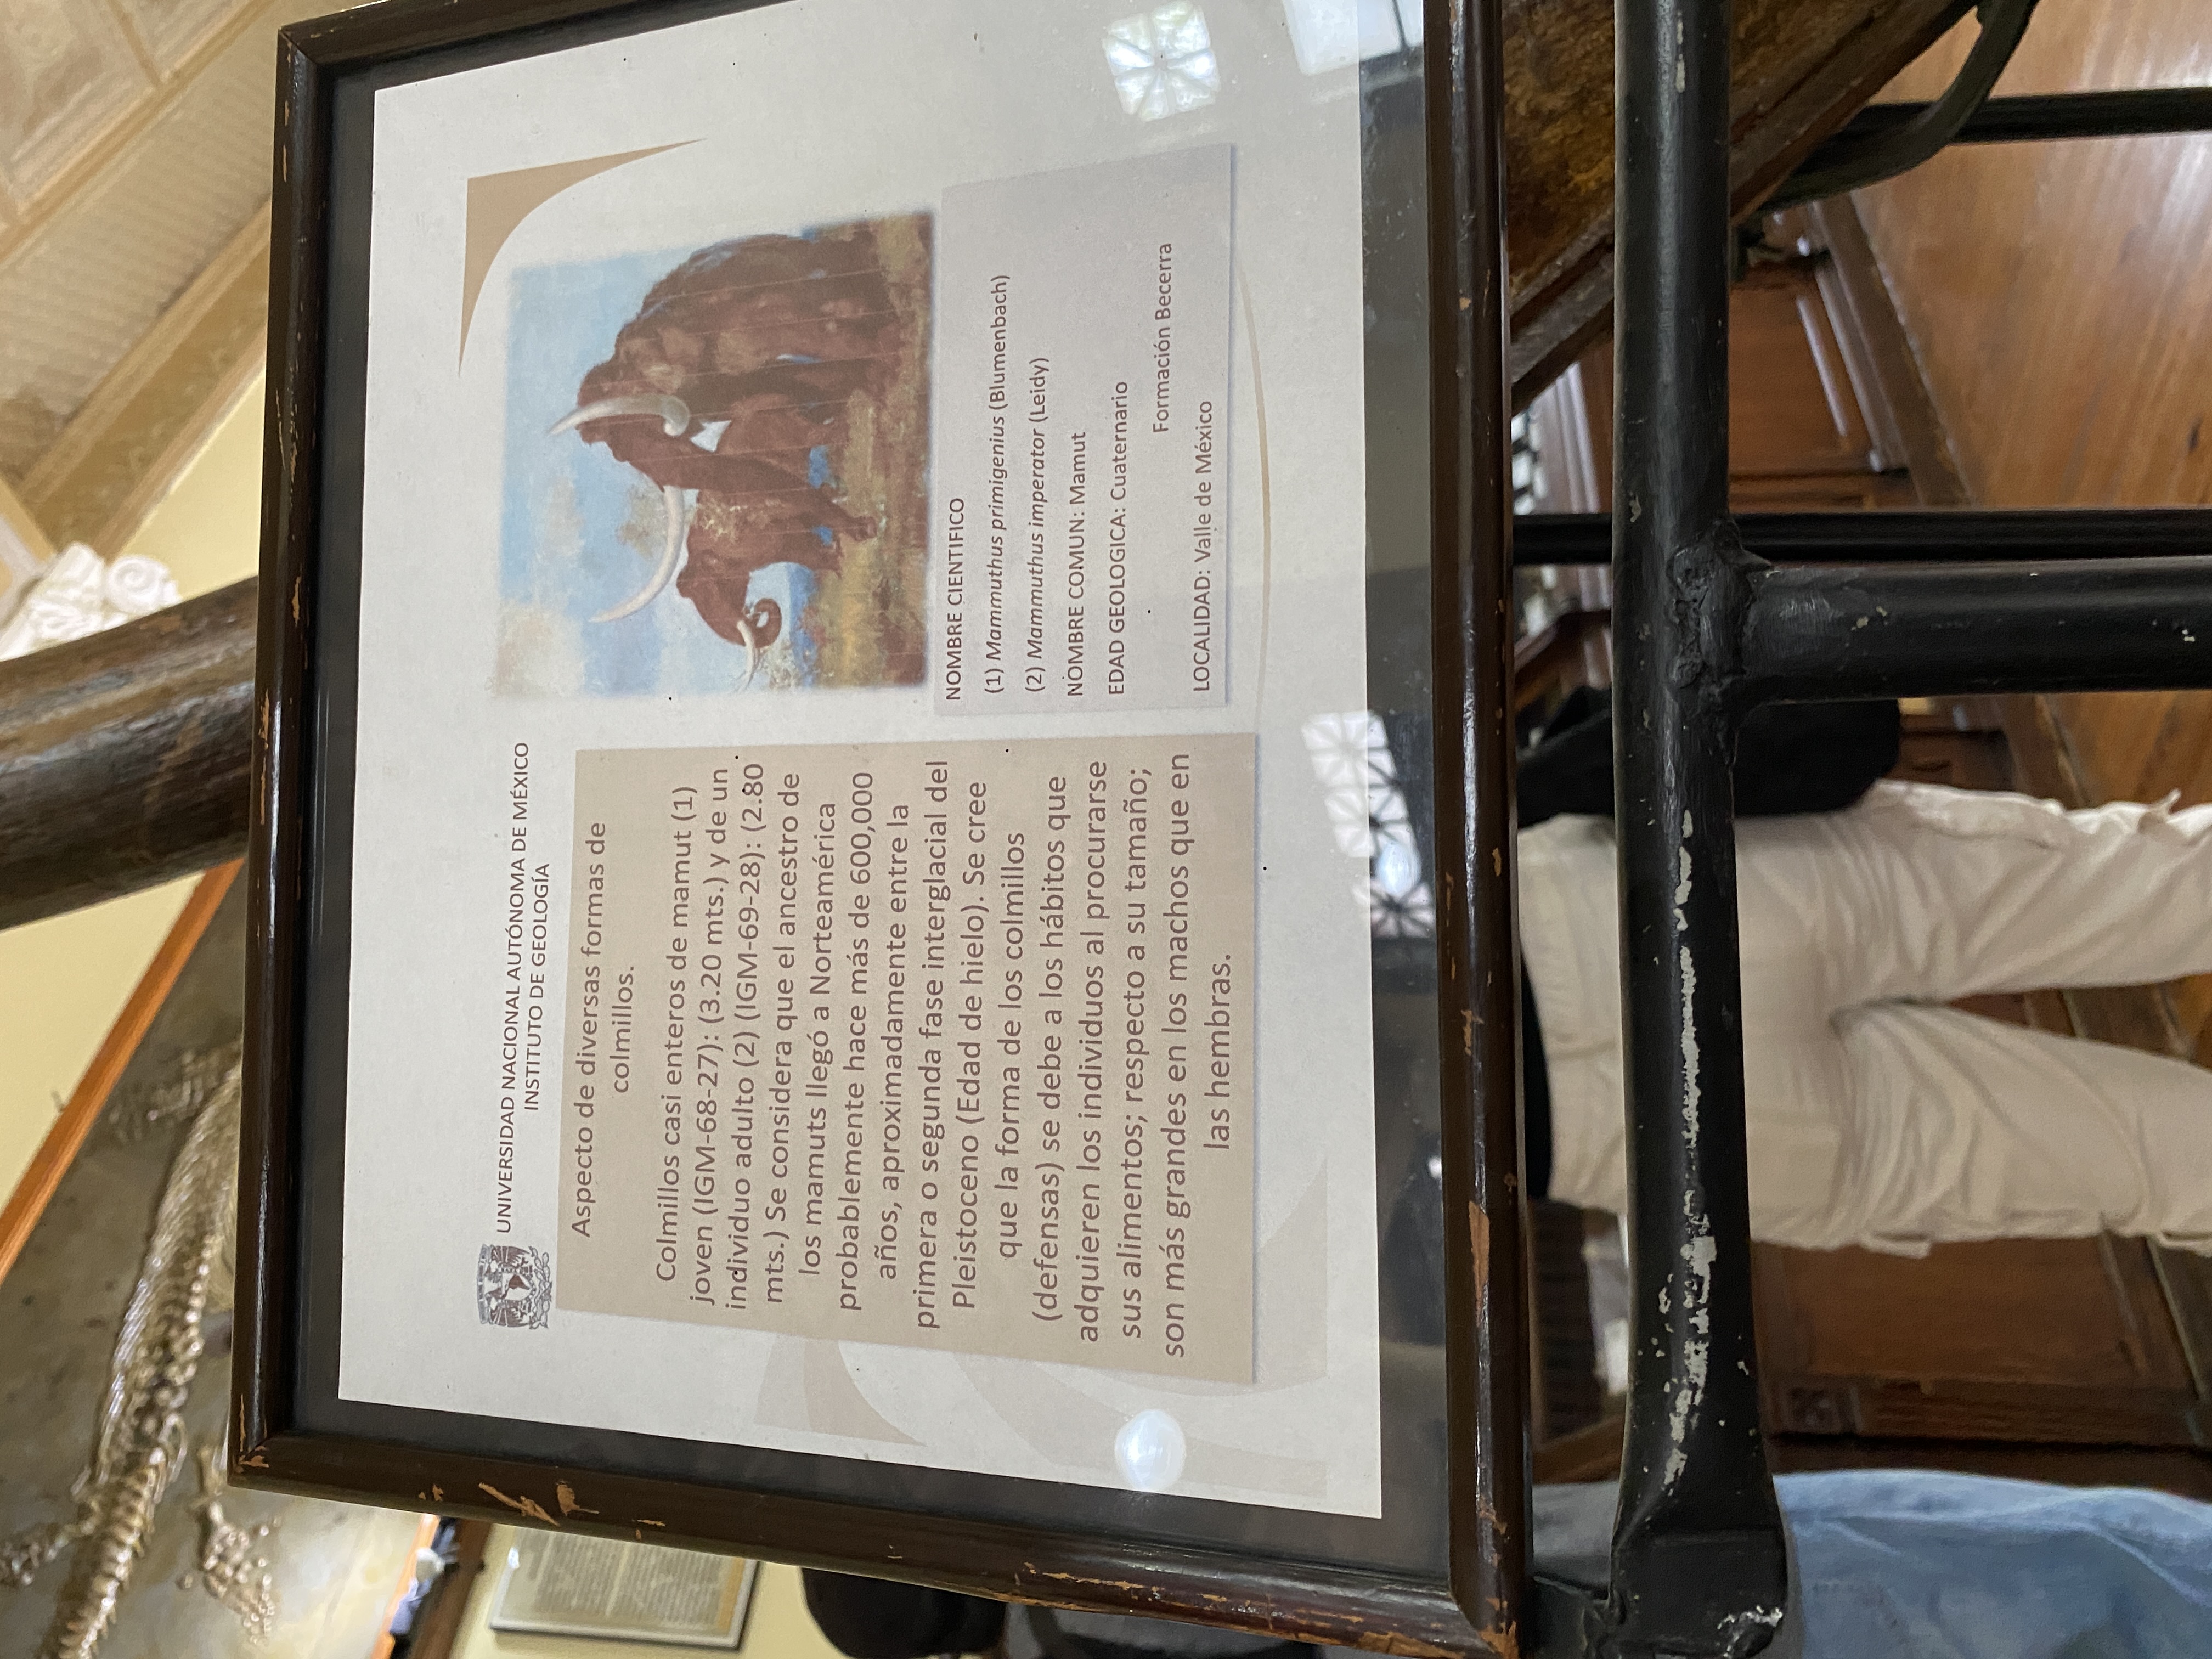 UNIVERSIDAD NACIONAL AUTÓNOMA DE MÉXICO
INSTITUTO DE GEOLOGÍA
Aspecto de diversas formas de
colmillos.
Colmillos casi enteros de mamut (1)
joven (IGM-68-27): (3.20 mts.) y de un
individuo adulto (2) (IGM-69-28): (2.80
mts.) Se considera que el ancestro de
los mamuts llegó a Norteamérica
probablemente hace más de 600,000
años, aproximadamente entre la
primera o segunda fase interglacial del
Pleistoceno (Edad de hielo). Se cree
que la forma de los colmillos
(defensas) se debe a los hábitos que
adquieren los individuos al procurarse
sus alimentos; respecto a su tamaño;
son más grandes en los machos que en
las hembras.
NOMBRE CIENTIFICO
(1) Mammuthus primigenius (Blumenbach)
(2) Mammuthus imperator (Leidy)
NOMBRE COMUN: Mamut
EDAD GEOLOGICA: Cuaternario
Formación Becerra
LOCALIDAD: Valle de México